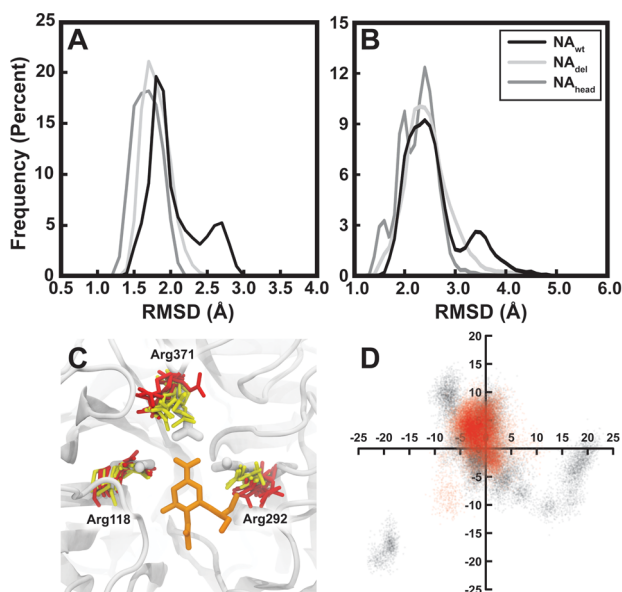 A
B
25
20
15
10
5
0
0.5 1.0 1.5 2.0 2.5 3.0 3.5 4.0
RMSD (Å)
Frequency (Percent)
15
12
9
6
3
0
1.0 2.0 3.0 4.0 5.0 6.0
RMSD (Å)
NAwt
NAdel
NAhead
C
Arg371
Arg118
Arg292
D
20
15
10
5
-25 -20 -15 -10 -5 5 10 15 20 25
-5
-10
-15
-20
-25